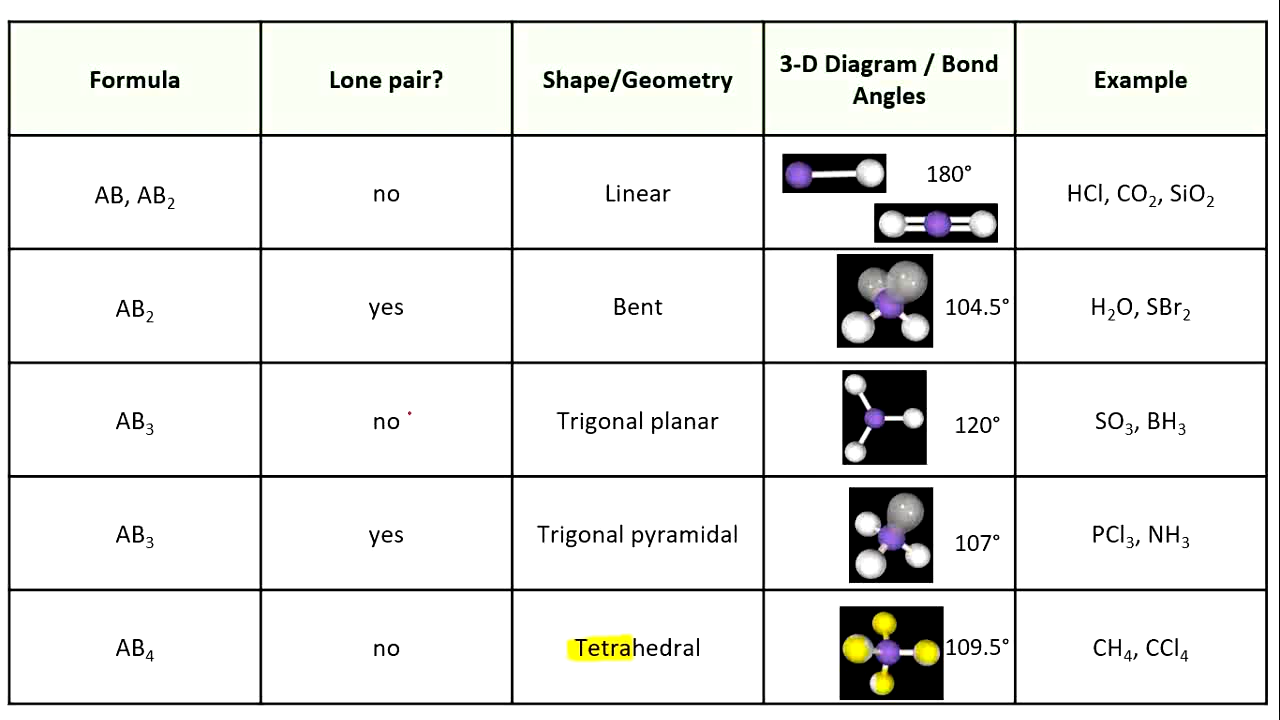 Formula
Lone pair?
Shape/Geometry
3-D Diagram / Bond
Angles
Example
AB, AB₂
no
Linear
180°
HCl, CO₂, SiO₂
AB₂
yes
Bent
104.5°
H₂O, SBr₂
AB₃
no
Trigonal planar
120°
SO₃, BH₃
AB₃
yes
Trigonal pyramidal
107°
PCl₃, NH₃
AB₄
no
Tetrahedral
109.5°
CH₄, CCl₄